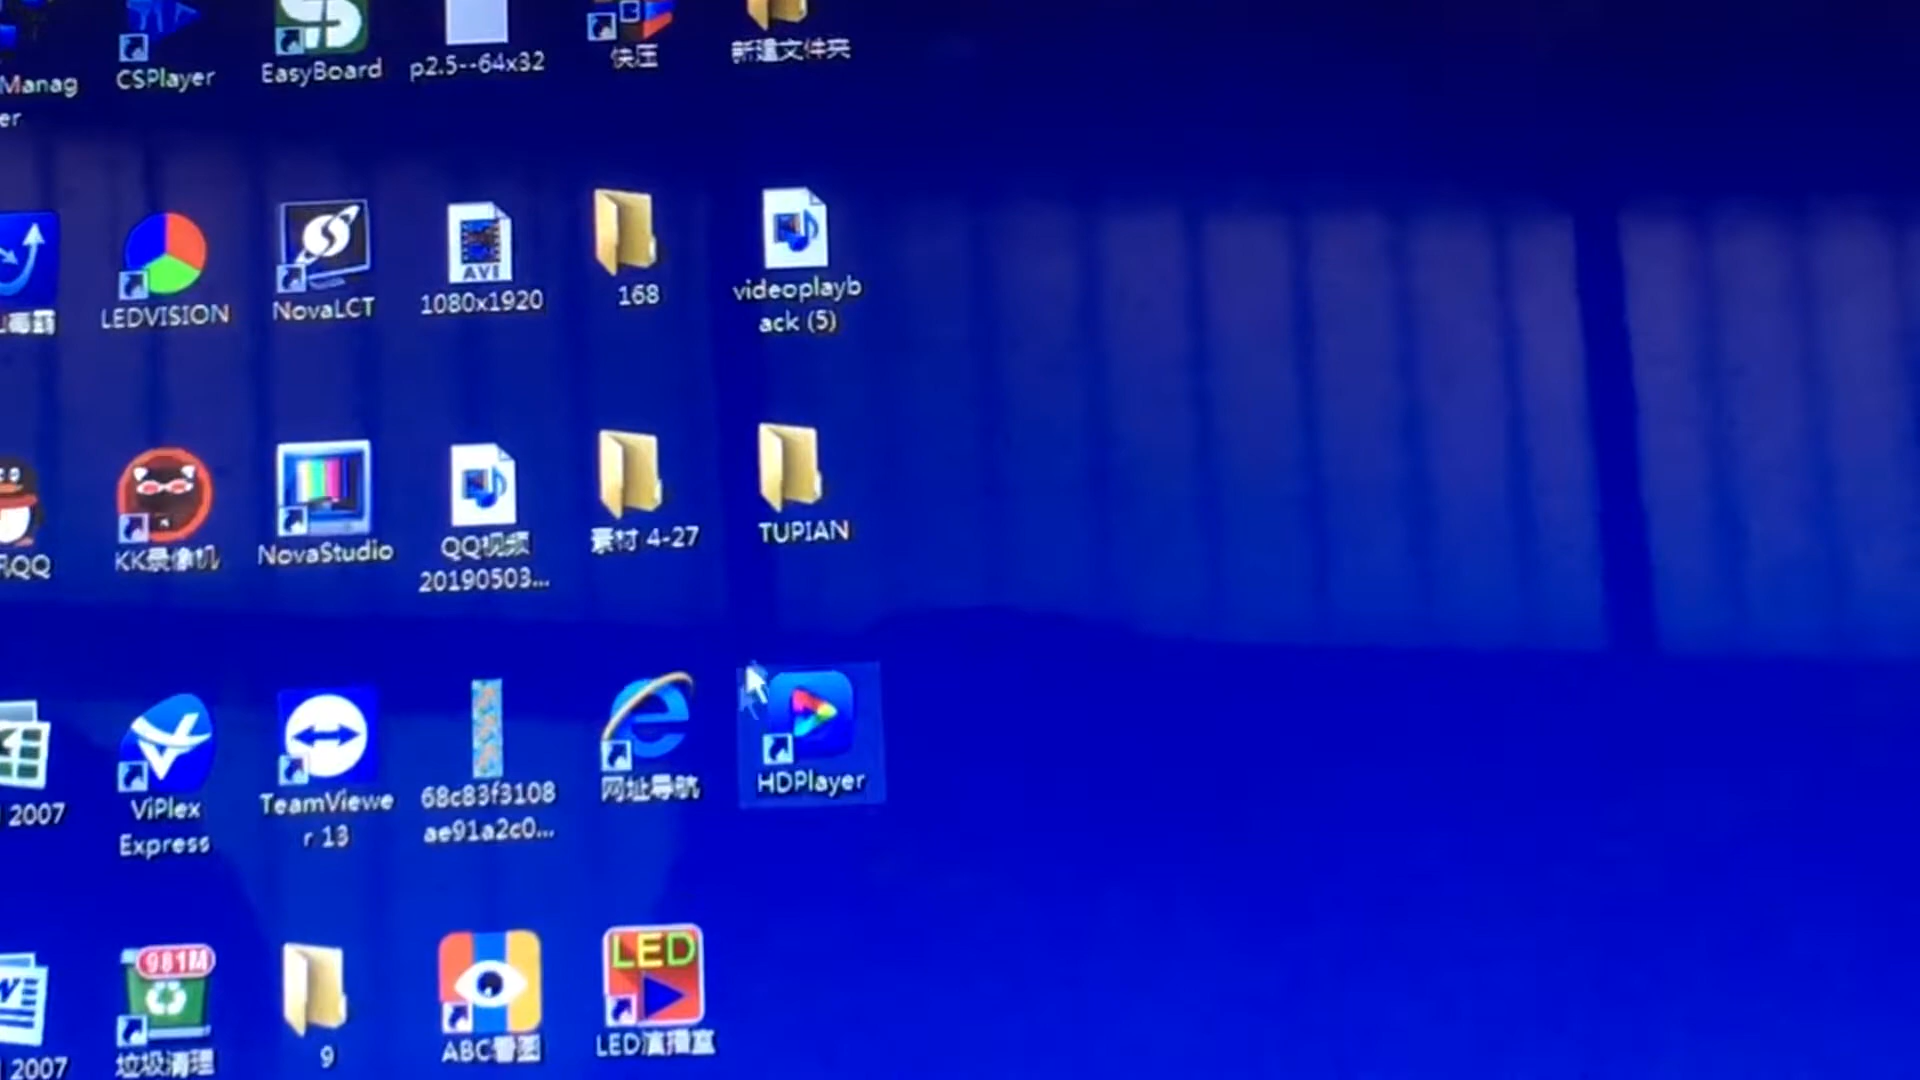 Manag
er
CSPlayer
EasyBoard
p2.5--64x32
快压
新建文件夹
LEDVISION
NovaLCT
AVI
1080x1920
168
videoplayb
ack (5)
QQ
KK录像机
NovaStudio
QQ视频
20190503...
素材 4-27
TUPIAN
2007
ViPlex
Express
TeamViewe
r 13
68c83f3108
ae91a2c0...
网址导航
HDPlayer
2007
981M
垃圾清理
9
ABC看图
LED
LED演播室